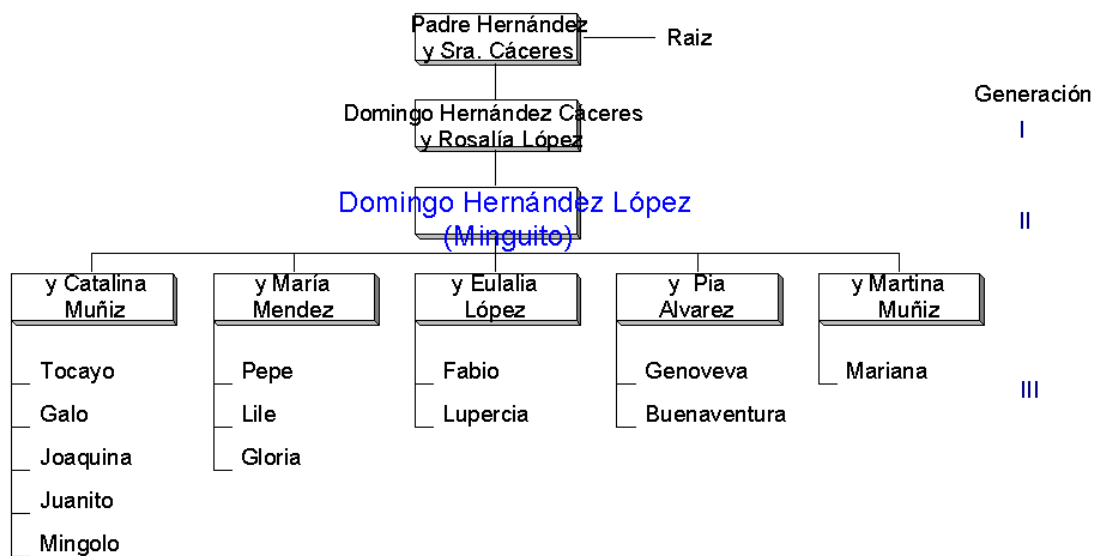 Padre Hernández
y Sra. Cáceres
Raiz
Generación
Domingo Hernández Cáceres
y Rosalía López
I
Domingo Hernández López
(Minguito)
II
y Catalina
Muñiz
y María
Mendez
y Eulalia
López
y Pia
Alvarez
y Martina
Muñiz
Tocayo
Galo
Joaquina
Juanito
Mingolo
Pepe
Lile
Gloria
Fabio
Lupercia
Genoveva
Buenaventura
Mariana
III